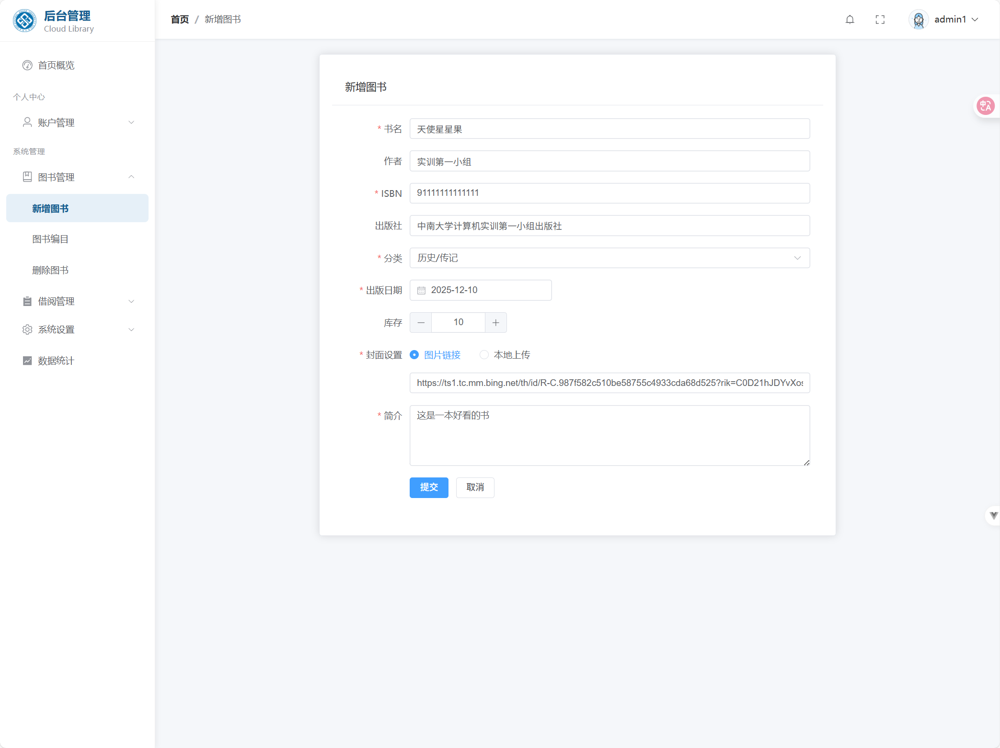 后台管理
Cloud Library
首页 / 新增图书
admin1
首页概览
个人中心
账户管理
系统管理
图书管理
新增图书
图书编目
删除图书
借阅管理
系统设置
数据统计
新增图书
* 书名 天使星星果
作者 实训第一小组
* ISBN 91111111111111
出版社 中南大学计算机实训第一小组出版社
* 分类 历史/传记
* 出版日期 2025-12-10
库存 — 10 +
* 封面设置 图片链接 本地上传
https://ts1.tc.mm.bing.net/th/id/R-C.987f582c510be58755c4933cda68d525?rik=C0D21hJDYvXos
* 简介 这是一本好看的书
提交 取消
中A